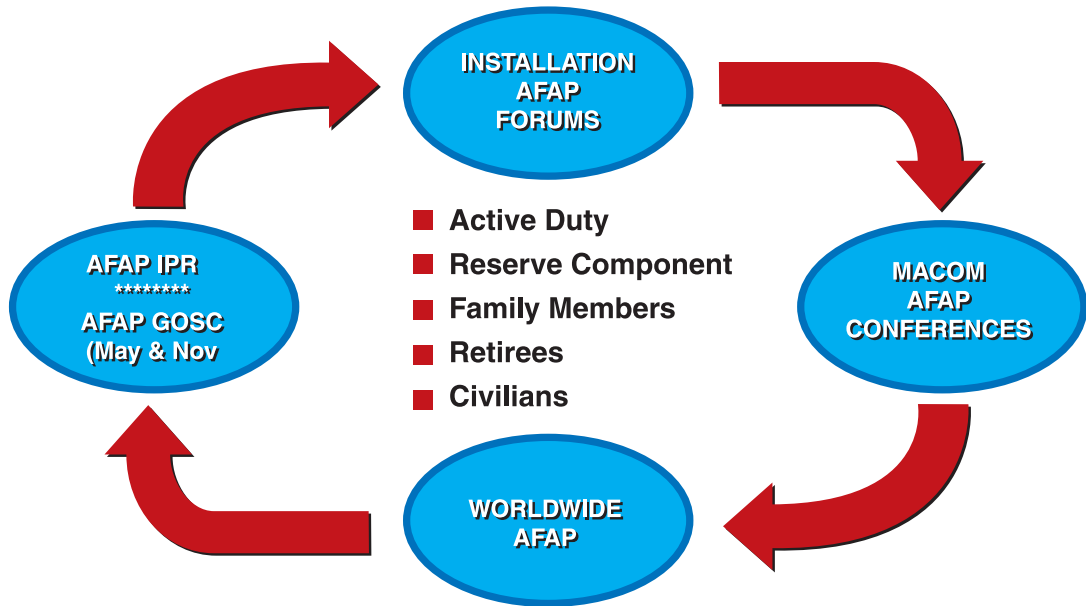 INSTALLATION
AFAP
FORUMS
AFAP IPR
********
AFAP GOSC
(May & Nov
Active Duty
Reserve Component
Family Members
Retirees
Civilians
MACOM
AFAP
CONFERENCES
WORLDWIDE
AFAP